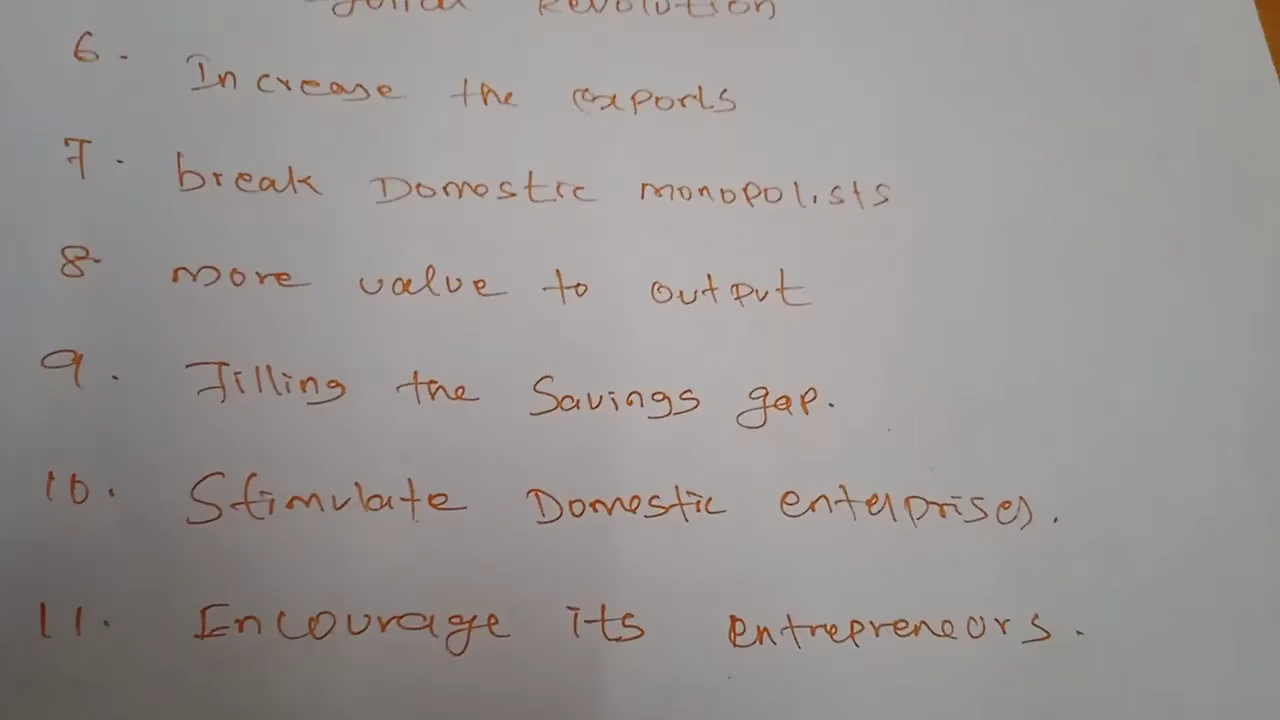 Revolution
6. Increase the exports
7. break Domestic monopolists
8 more value to output
9. Filling the Savings gap.
10. Stimulate Domestic enterprises.
11. Encourage its entrepreneurs.